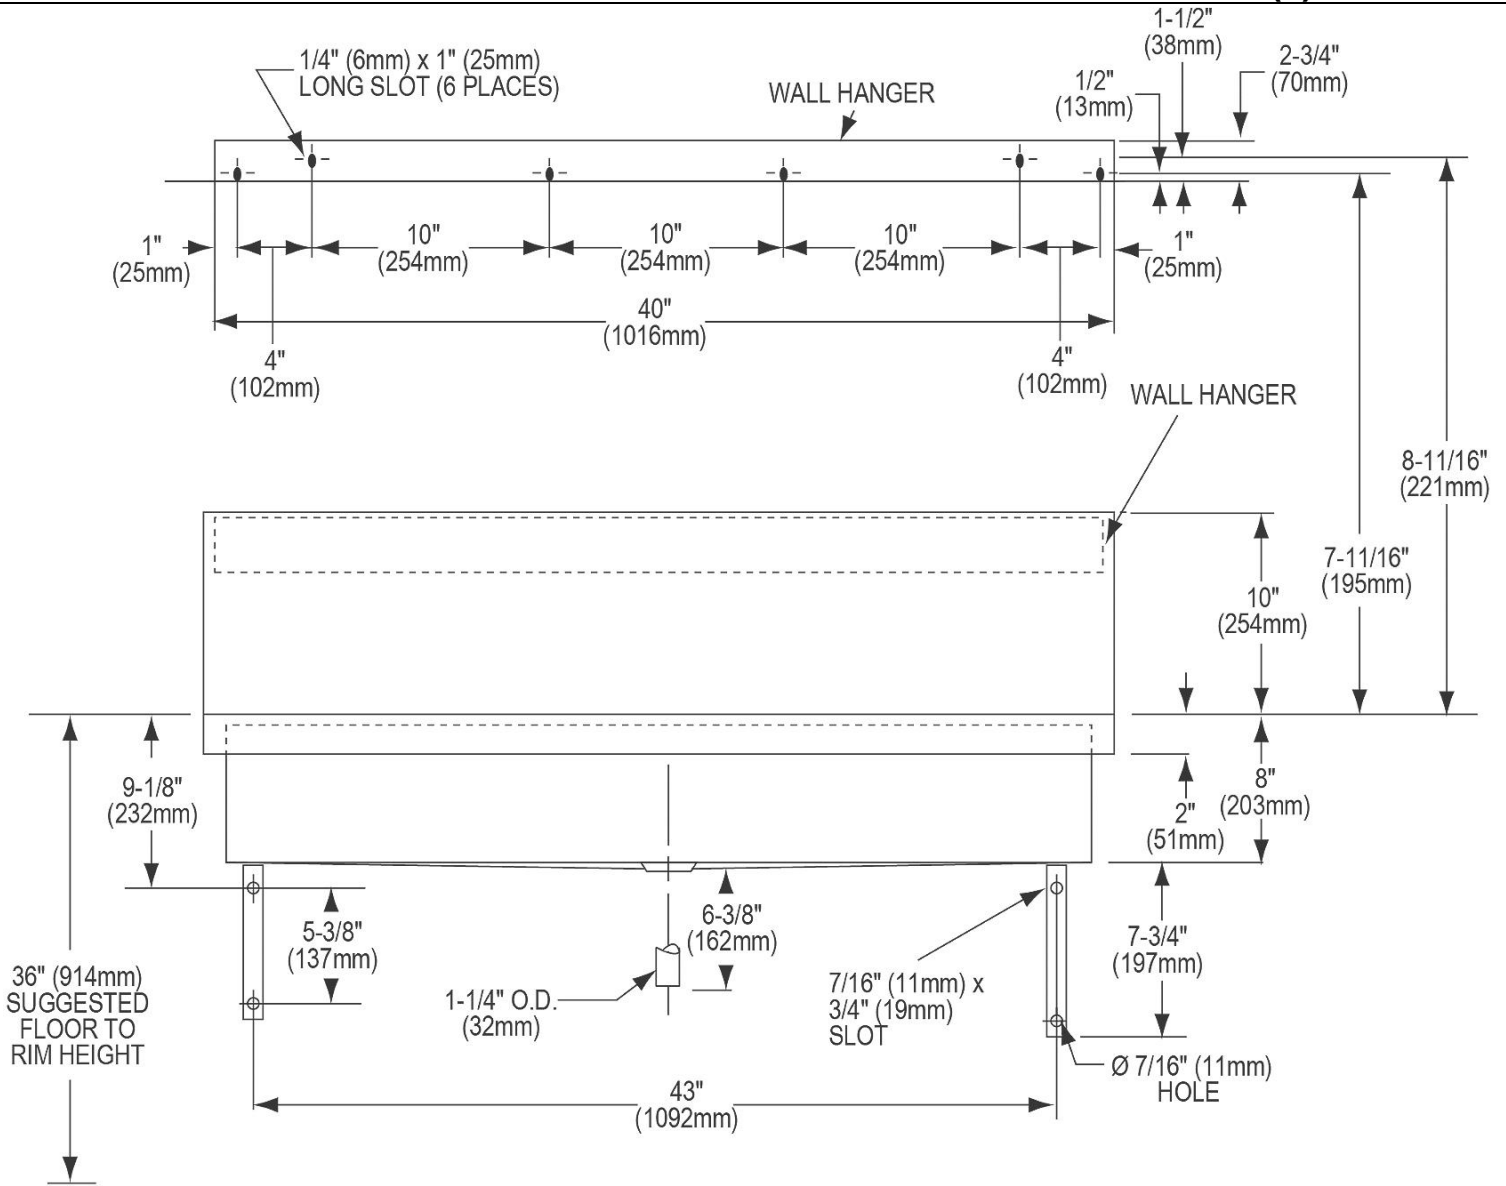 1-1/2"
(38mm)
2-3/4"
(70mm)
1/2"
(13mm)
1/4" (6mm) x 1" (25mm)
LONG SLOT (6 PLACES)
WALL HANGER
1"
(25mm)
10"
(254mm)
10"
(254mm)
10"
(254mm)
1"
(25mm)
40"
(1016mm)
4"
(102mm)
4"
(102mm)
WALL HANGER
8-11/16"
(221mm)
7-11/16"
(195mm)
10"
(254mm)
9-1/8"
(232mm)
8"
(203mm)
2"
(51mm)
5-3/8"
(137mm)
6-3/8"
(162mm)
7-3/4"
(197mm)
36" (914mm)
SUGGESTED
FLOOR TO
RIM HEIGHT
1-1/4" O.D.
(32mm)
7/16" (11mm) x
3/4" (19mm)
SLOT
Ø 7/16" (11mm)
HOLE
43"
(1092mm)